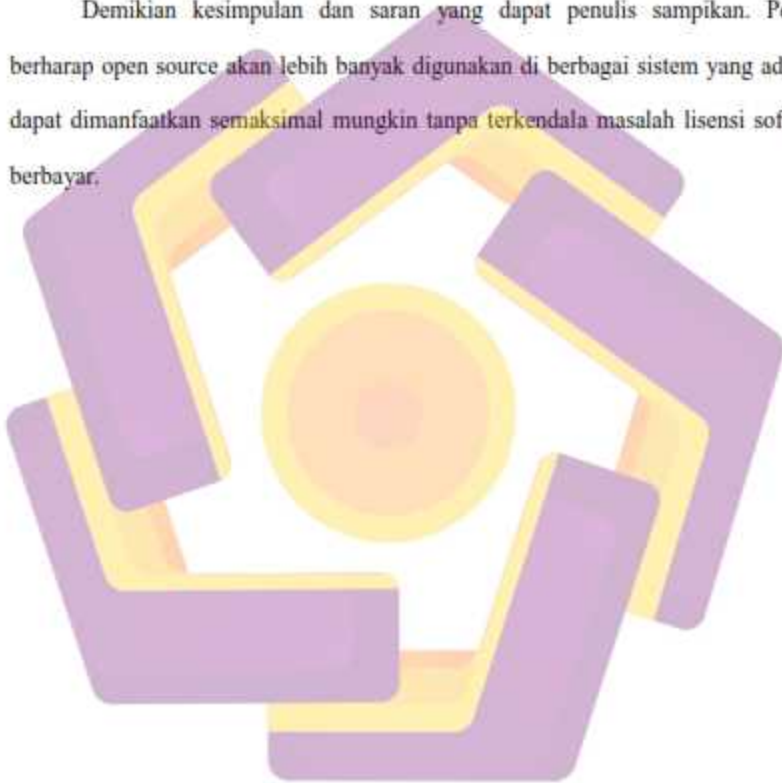 Demikian kesimpulan dan saran yang dapat penulis sampikan.
berharap open source akan lebih banyak digunakan di berbagai sistem yang
dapat dimanfaatkan semaksimal mungkin tanpa terkendala masalah lisensi
berbayar.